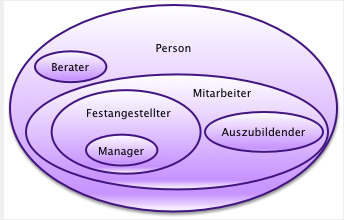 Person
Berater
Mitarbeiter
Festangestellter
Auszubildender
Manager